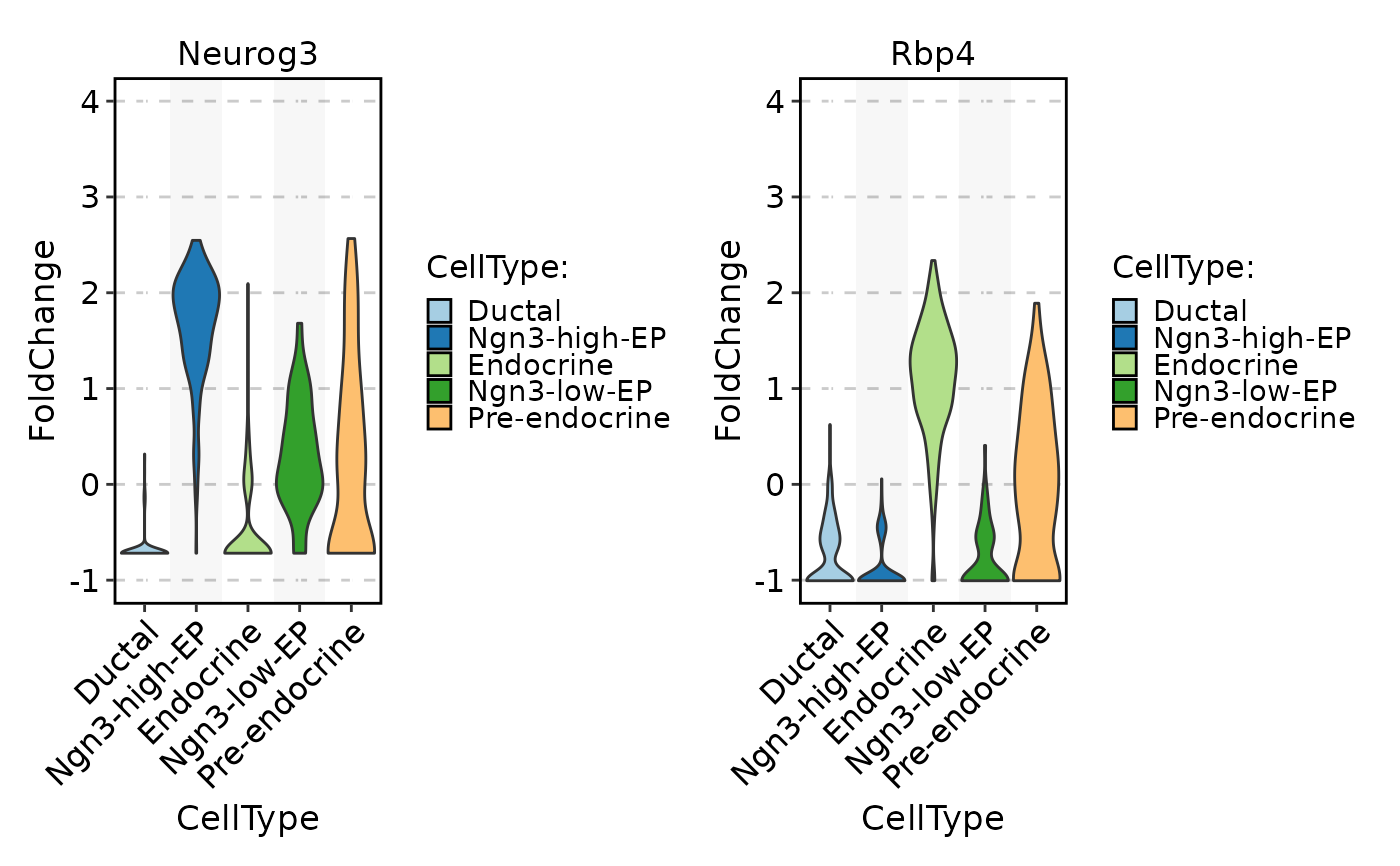 Neurog3
FoldChange
4
3
2
1
0
-1
Ductal
Ngn3-high-EP
Endocrine
Ngn3-low-EP
Pre-endocrine
CellType
CellType:
Ductal
Ngn3-high-EP
Endocrine
Ngn3-low-EP
Pre-endocrine
Rbp4
FoldChange
4
3
2
1
0
-1
Ductal
Ngn3-high-EP
Endocrine
Ngn3-low-EP
Pre-endocrine
CellType
CellType:
Ductal
Ngn3-high-EP
Endocrine
Ngn3-low-EP
Pre-endocrine